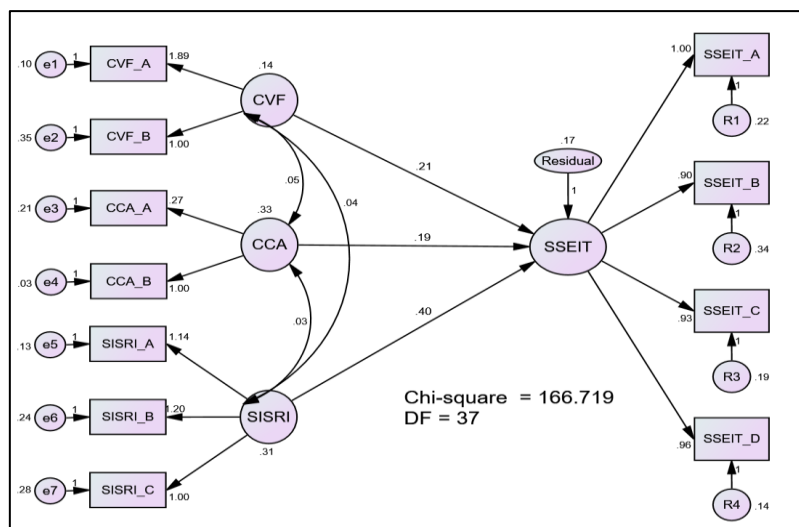 .10 e1 1 CVF_A 1.89
.35 e2 1 CVF_B 1.00
.21 e3 1 CCA_A .27
.03 e4 1 CCA_B 1.00
.13 e5 1 SISRI_A 1.14
.24 e6 1 SISRI_B 1.20
.28 e7 1 SISRI_C 1.00
.14
CVF
.33
CCA
SISRI
.31
.05
.04
.03
.21
.19
.40
.17
Residual
1
SSEIT
Chi-square = 166.719
DF = 37
1.00 SSEIT_A
1
R1 .22
.90 SSEIT_B
1
R2 .34
.93 SSEIT_C
1
R3 .19
.96 SSEIT_D
1
R4 .14